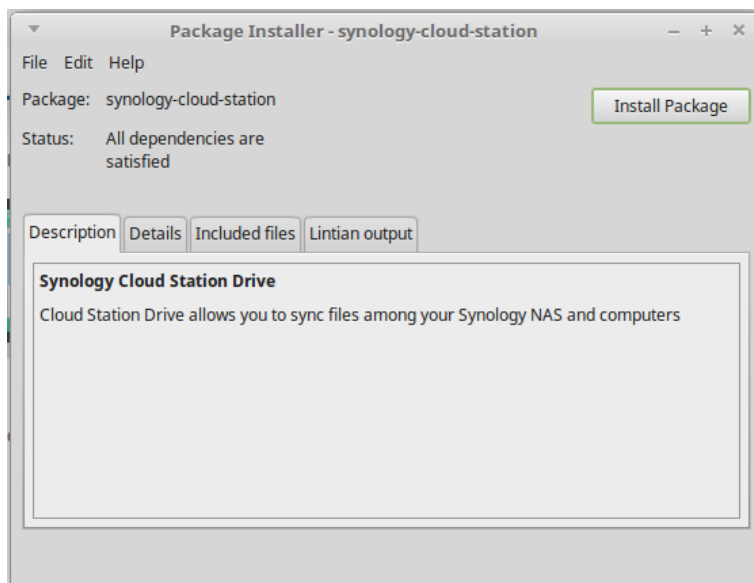 Package Installer - synology-cloud-station
File Edit Help
Package: synology-cloud-station
Install Package
Status: All dependencies are
satisfied
Description Details Included files Lintian output
Synology Cloud Station Drive
Cloud Station Drive allows you to sync files among your Synology NAS and computers